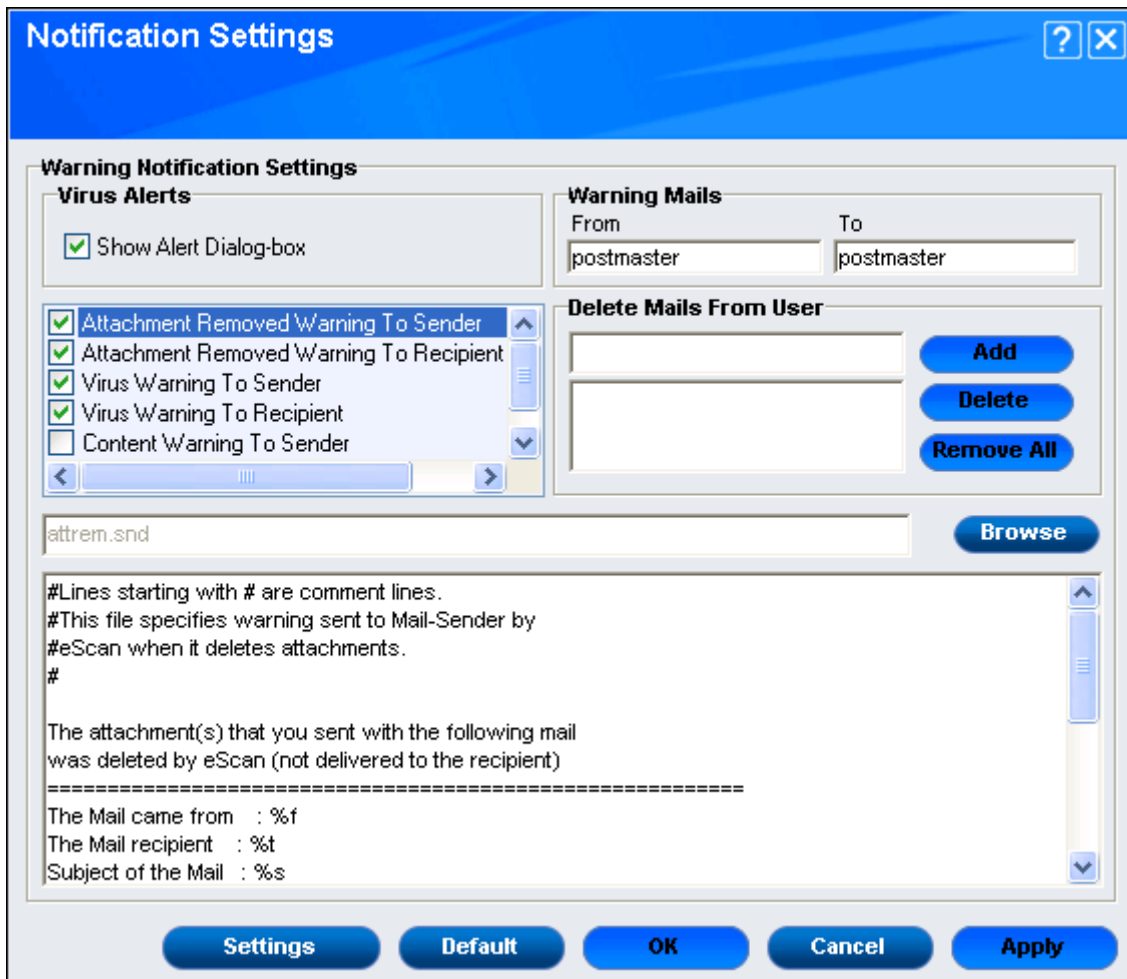 Notification Settings
?
Warning Notification Settings
Virus Alerts
Show Alert Dialog-box
Warning Mails
From To
postmaster postmaster
Attachment Removed Warning To Sender
Attachment Removed Warning To Recipient
Virus Warning To Sender
Virus Warning To Recipient
Content Warning To Sender
Delete Mails From User
Add
Delete
Remove All
attrem.snd
Browse
#Lines starting with # are comment lines.
#This file specifies warning sent to Mail-Sender by
#eScan when it deletes attachments.
#
The attachment(s) that you sent with the following mail
was deleted by eScan (not delivered to the recipient)
==========================================================
The Mail came from : %f
The Mail recipient : %t
Subject of the Mail : %s
Settings Default OK Cancel Apply